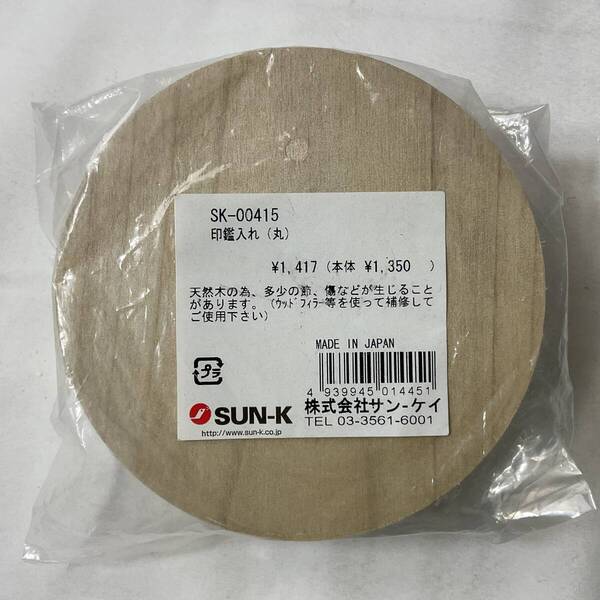 SK-00415
印鑑入れ（丸）
¥1,417（本体 ¥1,350 ）
天然木の為、多少の節、傷などが生じること
があります。（ｳｯﾄﾞﾌｨﾗｰ等を使って補修して
ご使用下さい）
MADE IN JAPAN
プラ
4 939945 014451
SUN-K 株式会社サン-ケイ
TEL 03-3561-6001
http://www.sun-k.co.jp